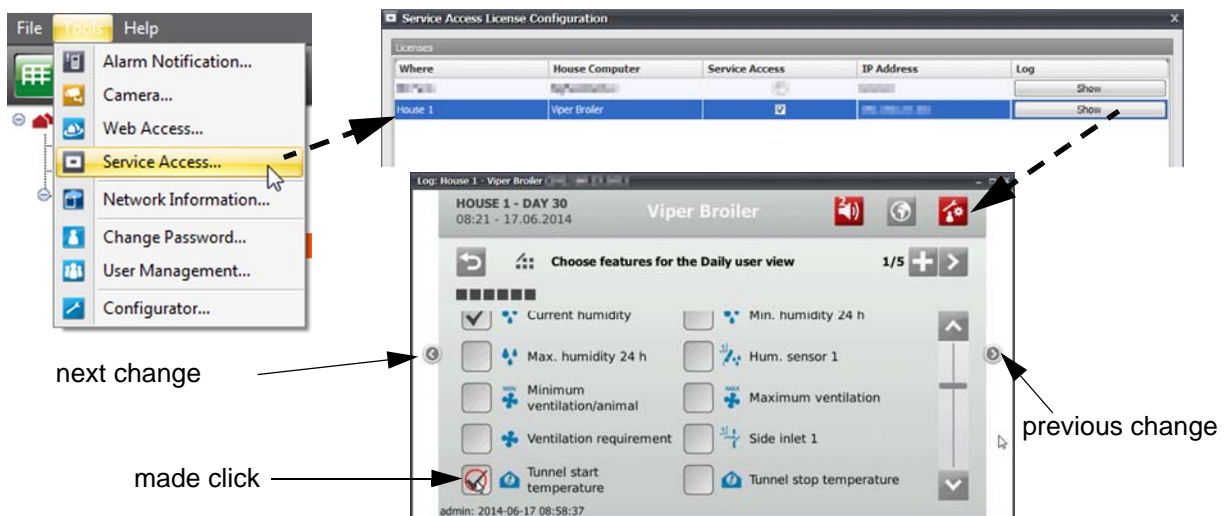 File Tools Help
Alarm Notification...
Camera...
Web Access...
Service Access...
Network Information...
Change Password...
User Management...
Configurator...
Service Access License Configuration
x
Licenses
Where House Computer Service Access IP Address Log
Show
House 1 Viper Broiler Show
Log: House 1 - Viper Broiler
HOUSE 1 - DAY 30
08:21 - 17.06.2014
Viper Broiler
2
Choose features for the Daily user view
1/5
Current humidity Min. humidity 24 h
Max. humidity 24 h Hum. sensor 1
Minimum
ventilation/animal
Maximum ventilation
Ventilation requirement Side inlet 1
Tunnel start
temperature
Tunnel stop temperature
admin: 2014-06-17 08:58:37
next change
made click
previous change